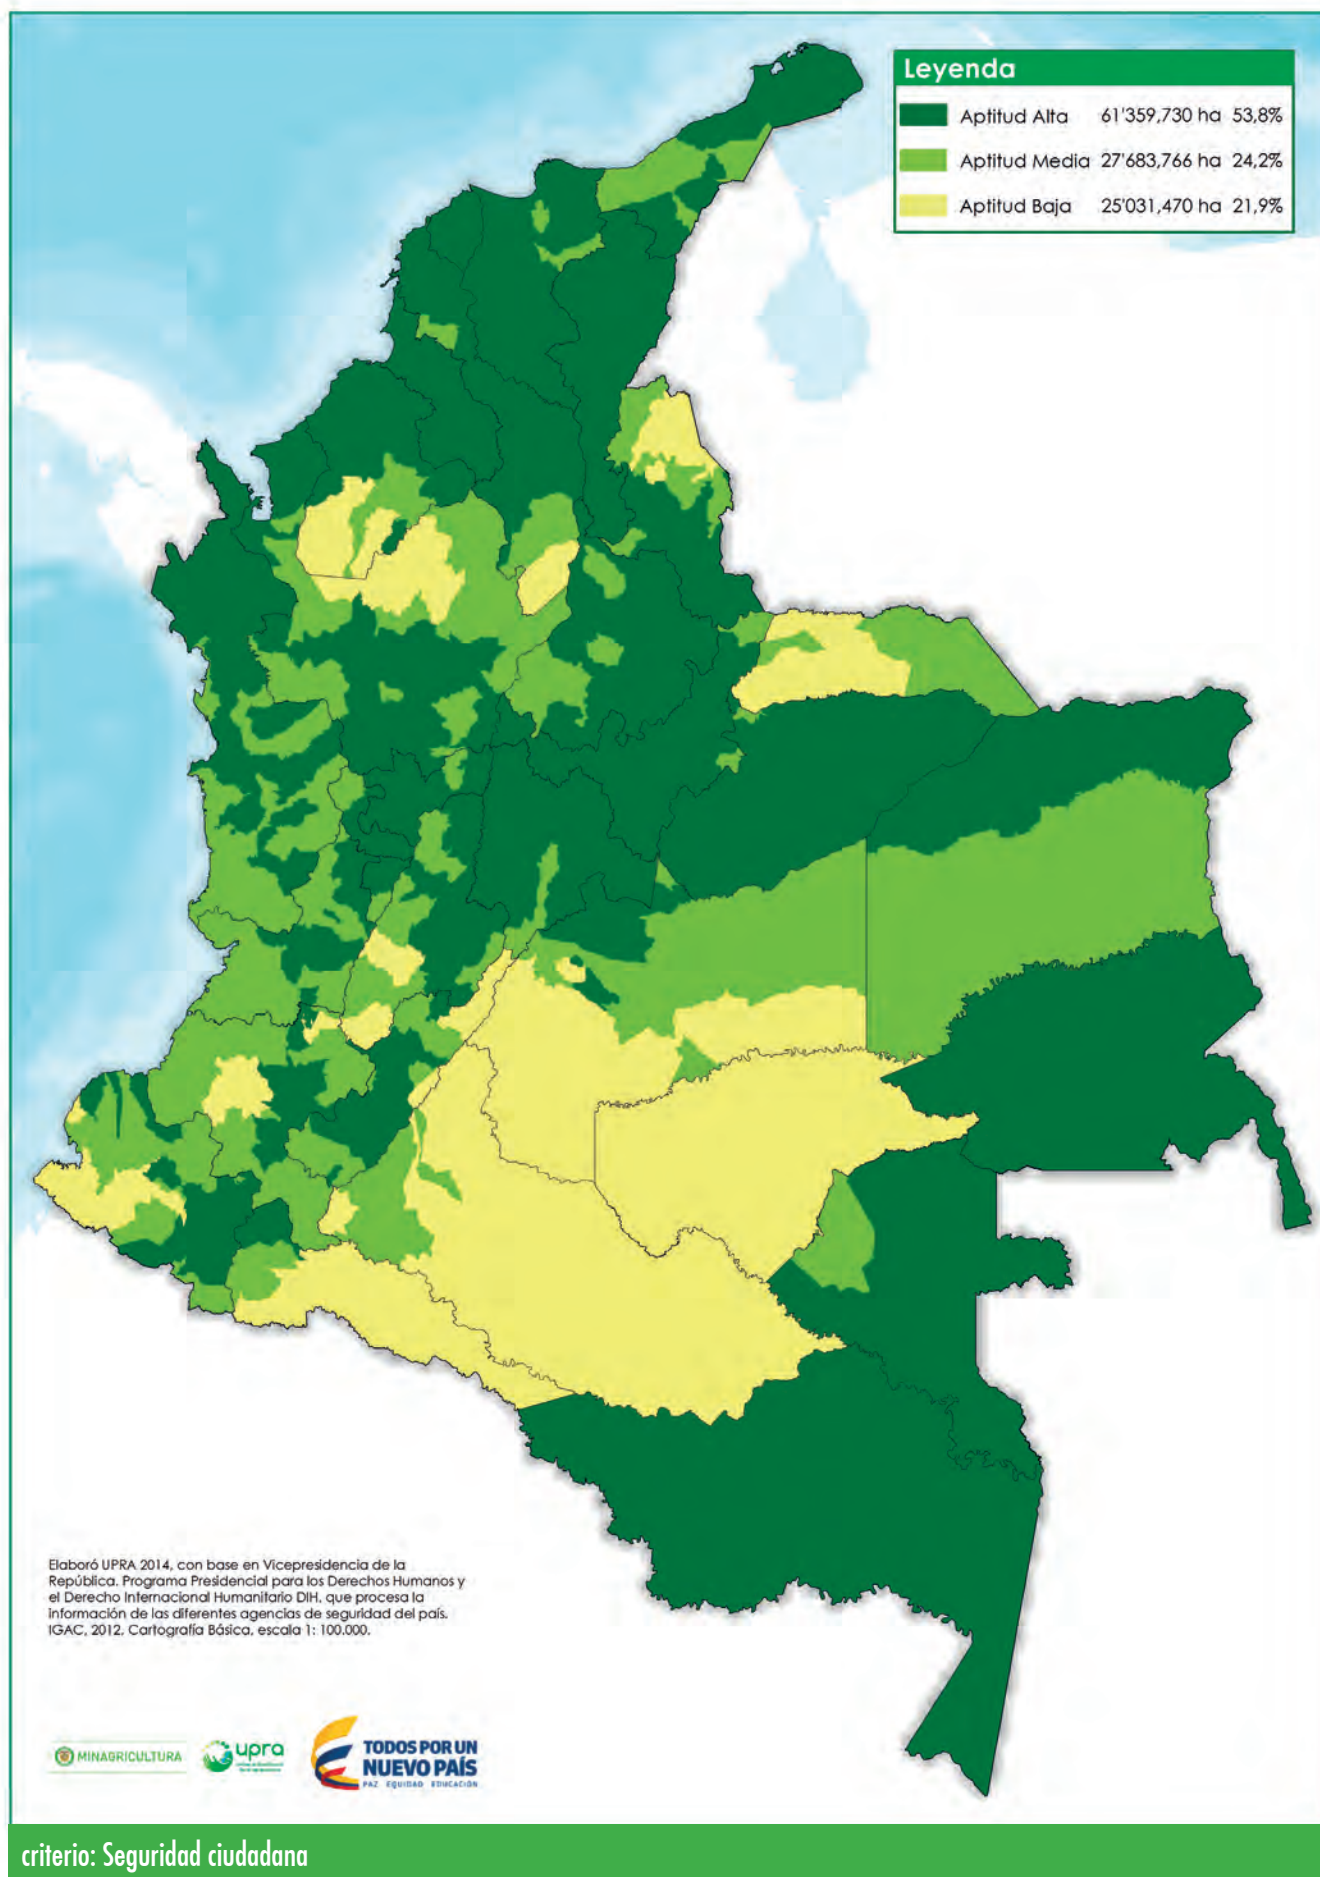 Leyenda
Aptitud Alta 61'359,730 ha 53,8%
Aptitud Media 27'683,766 ha 24,2%
Aptitud Baja 25'031,470 ha 21,9%
Elaboró UPRA 2014, con base en Vicepresidencia de la
República. Programa Presidencial para los Derechos Humanos y
el Derecho Internacional Humanitario DIH, que procesa la
información de las diferentes agencias de seguridad del país.
IGAC, 2012. Cartografía Básica, escala 1: 100.000.
MINAGRICULTURA
upra
TODOS POR UN
NUEVO PAÍS
PAZ EQUIDAD EDUCACIÓN
criterio: Seguridad ciudadana